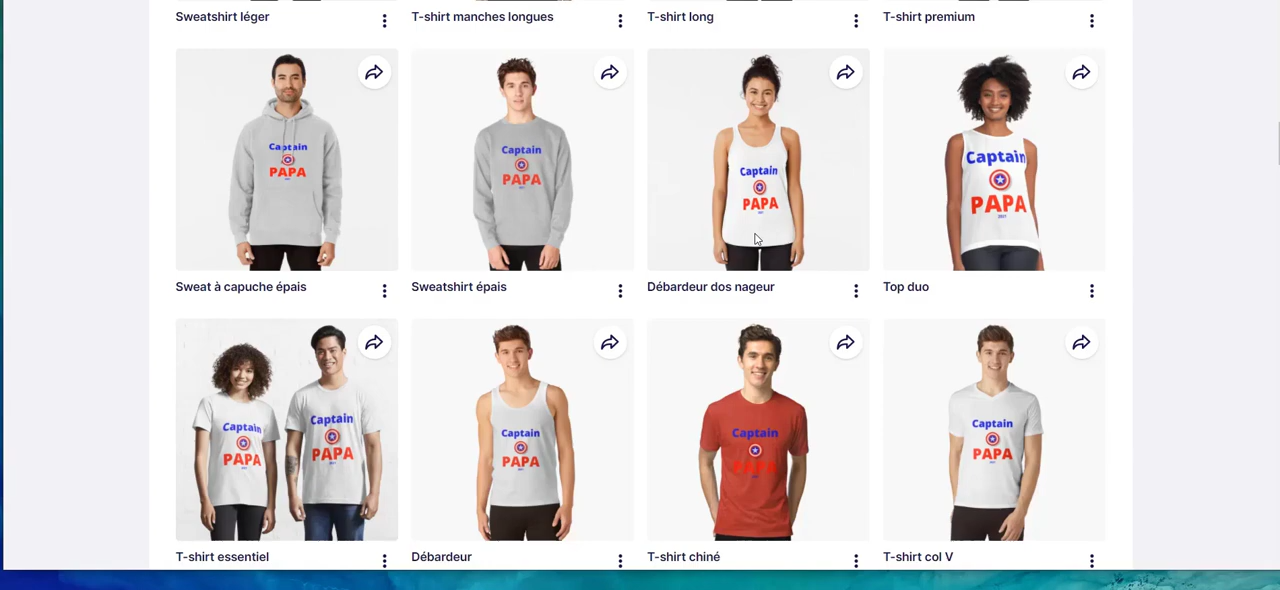 Sweatshirt léger
T-shirt manches longues
T-shirt long
T-shirt premium
Captain
PAPA
Captain
PAPA
Captain
PAPA
Captain
PAPA
2021
Sweat à capuche épais
Sweatshirt épais
Débardeur dos nageur
Top duo
Captain
PAPA
Captain
PAPA
Captain
PAPA
Captain
PAPA
Captain
PAPA
T-shirt essentiel
Débardeur
T-shirt chiné
T-shirt col V